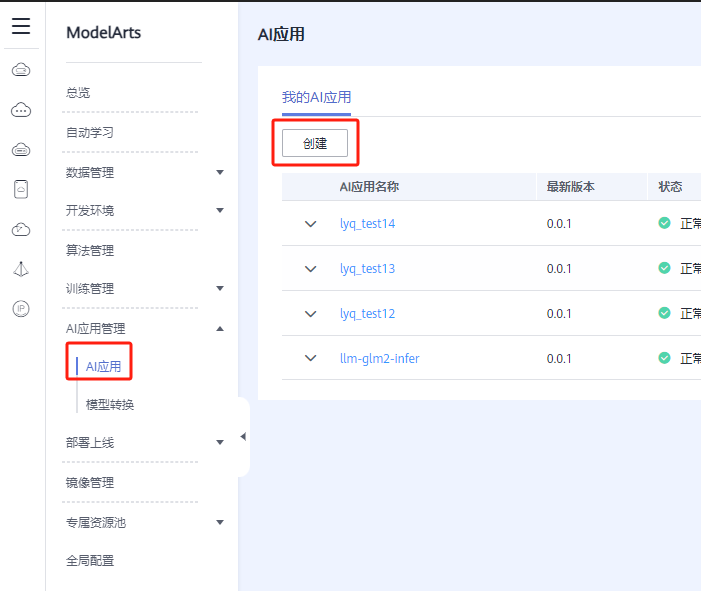 ModelArts
总览
自动学习
数据管理
开发环境
算法管理
训练管理
AI应用管理
AI应用
模型转换
部署上线
镜像管理
专属资源池
全局配置
IP
AI应用
我的AI应用
创建
AI应用名称 最新版本 状态
lyq_test14 0.0.1 正常
lyq_test13 0.0.1 正常
lyq_test12 0.0.1 正常
llm-glm2-infer 0.0.1 正常